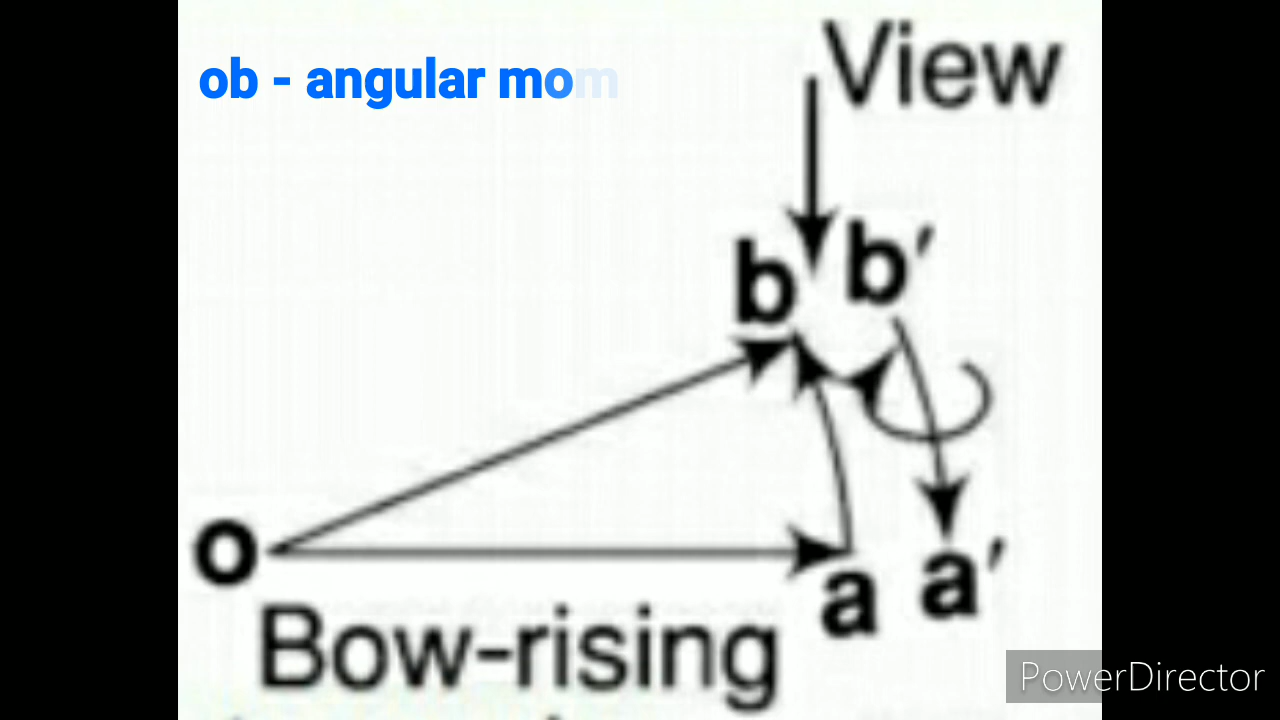 ob - angular mom
View
b b′
o
a a′
Bow-rising
PowerDirector